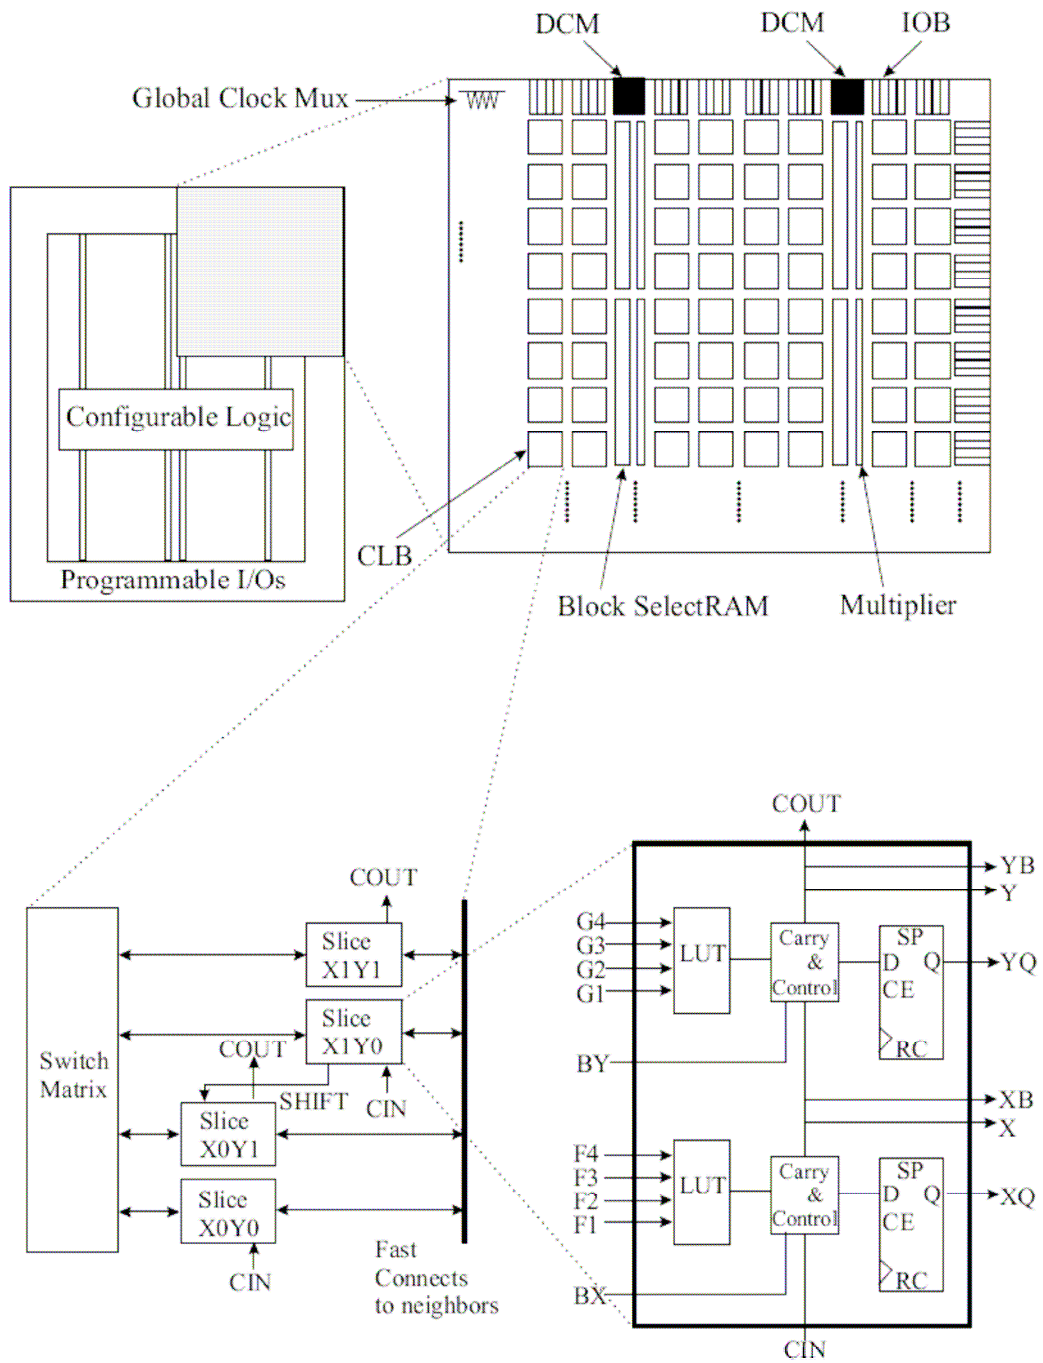 DCM
DCM
IOB
Global Clock Mux
Configurable Logic
Programmable I/Os
CLB
Block SelectRAM
Multiplier
COUT
YB
Y
G4
G3
G2
G1
LUT
Carry
&
Control
SP
D Q
CE
RC
YQ
BY
XB
X
F4
F3
F2
F1
LUT
Carry
&
Control
SP
D Q
CE
RC
XQ
BX
CIN
COUT
Slice
X1Y1
Slice
X1Y0
COUT
SHIFT
CIN
Switch
Matrix
Slice
X0Y1
Slice
X0Y0
CIN
Fast
Connects
to neighbors